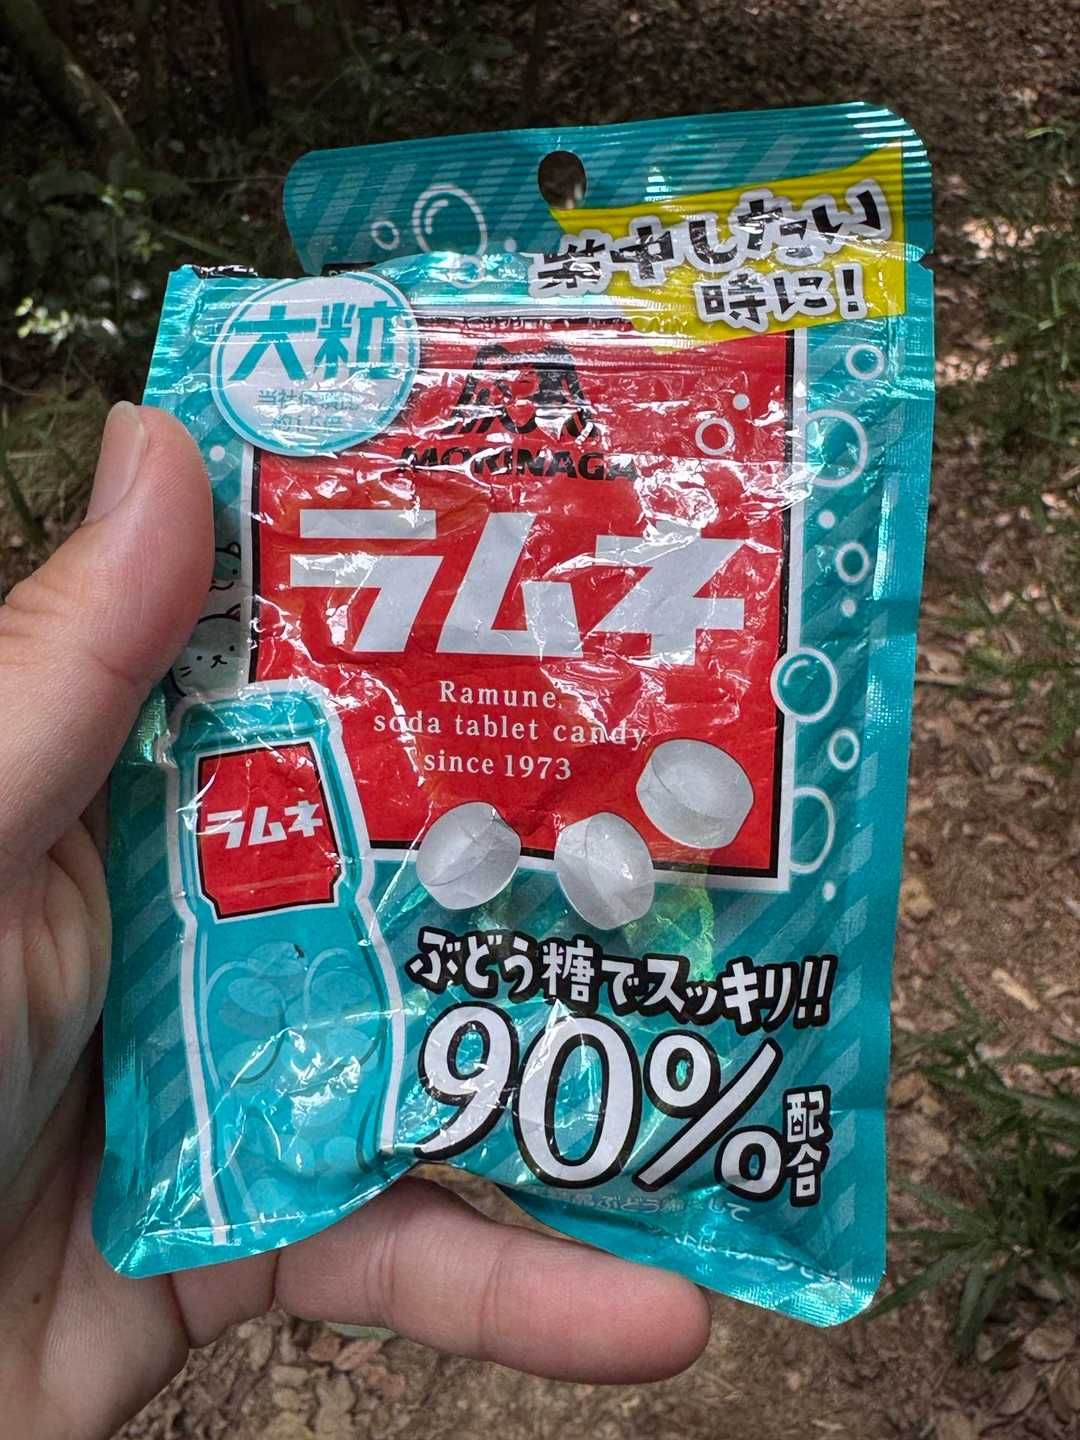 集中したい
時に!
大粒
MORINAGA
ラムネ
Ramune,
soda tablet candy,
since 1973
ラムネ
ぶどう糖でスッキリ!!
90%
配合